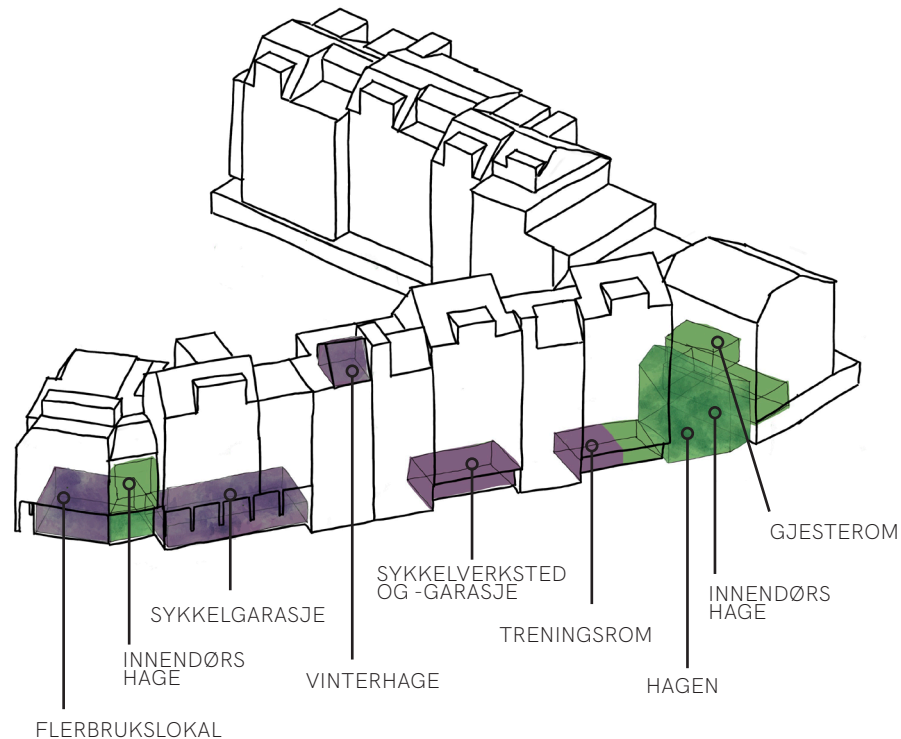 GJESTEROM
SYKKELVERKSTED
OG -GARASJE
INNENDØRS
HAGE
SYKKELGARASJE
TRENINGSROM
INNENDØRS
HAGE
VINTERHAGE
HAGEN
FLERBRUKSLOKAL